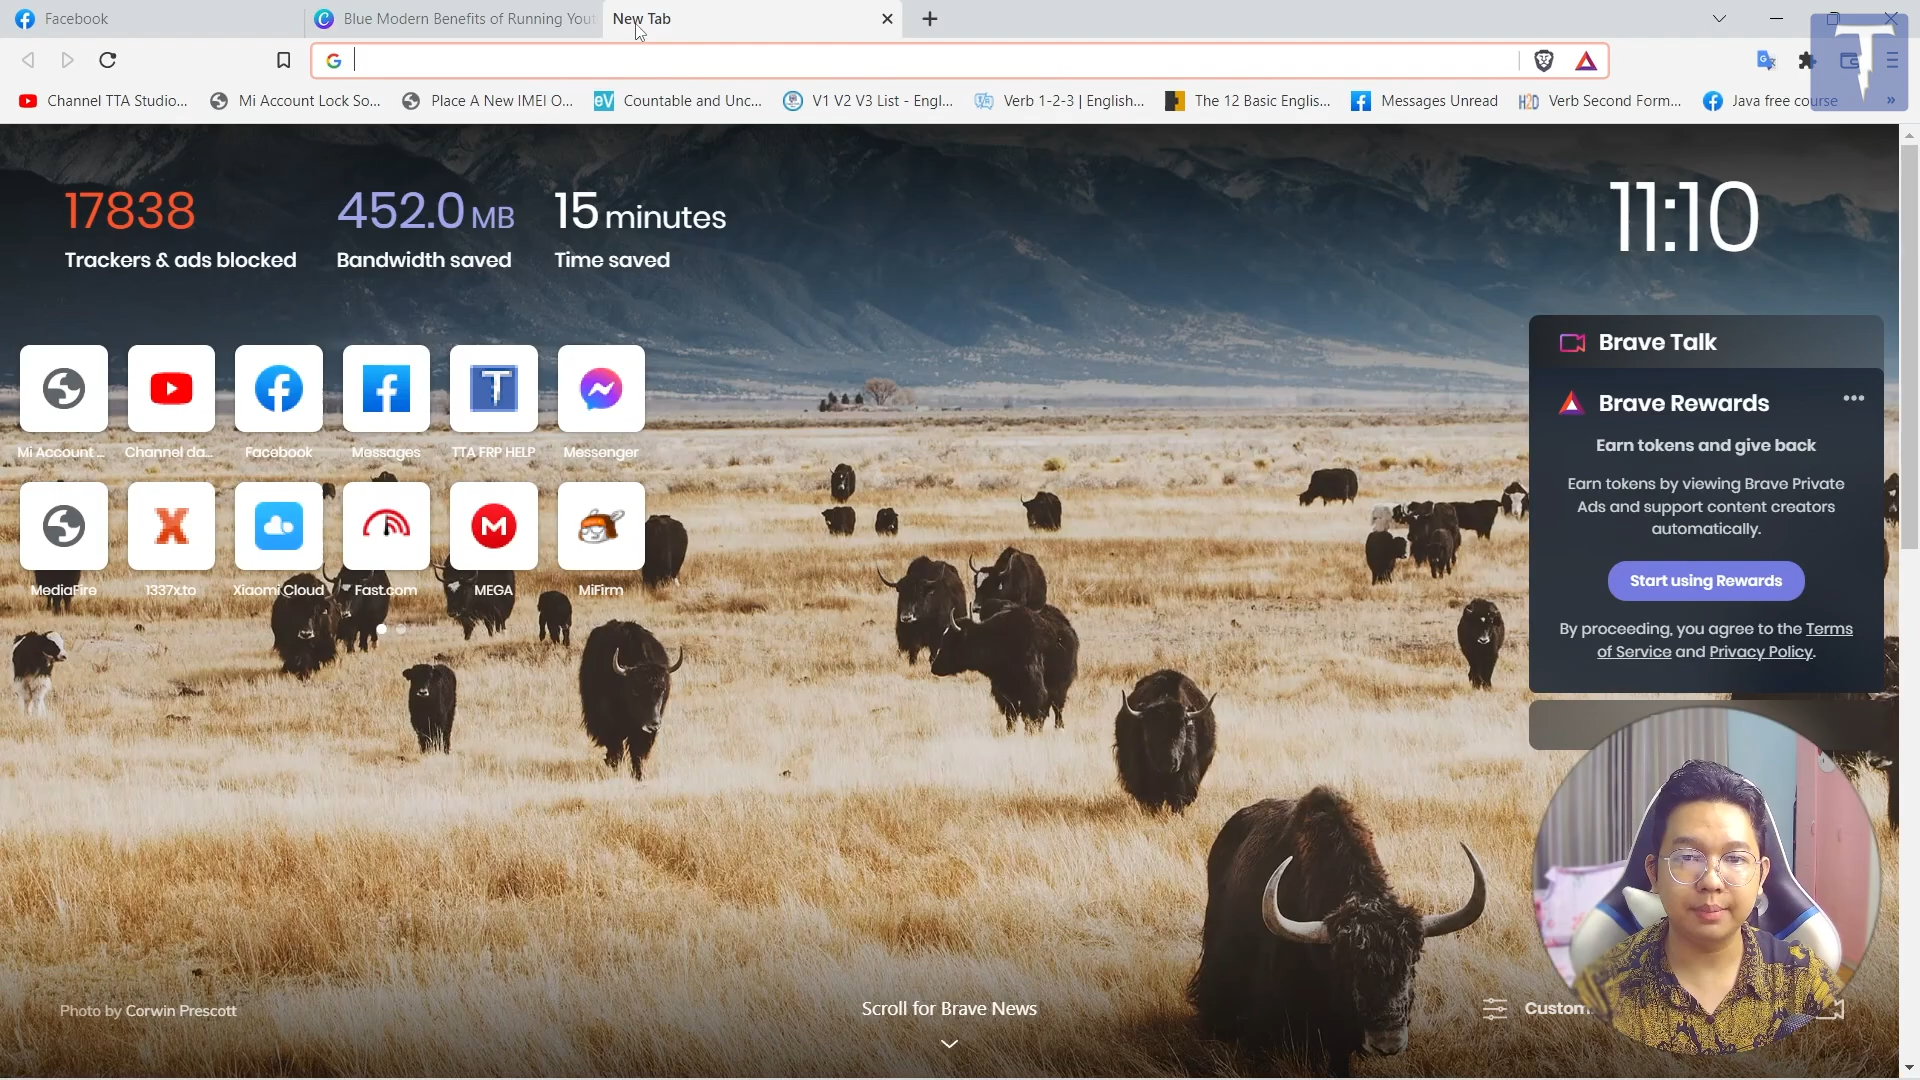 Facebook
Blue Modern Benefits of Running Yout
New Tab
Channel TTA Studio...
Mi Account Lock So...
Place A New IMEI O...
Countable and Unc...
V1 V2 V3 List - Engl...
Verb 1-2-3 | English...
The 12 Basic Englis...
Messages Unread
Verb Second Form...
Java free course
»
17838
Trackers & ads blocked
452.0 MB
Bandwidth saved
15 minutes
Time saved
11:10
Mi Account ...
Channel da...
Facebook
Messages
TTA FRP HELP
Messenger
MediaFire
1337x.to
Xiaomi Cloud
Fast.com
MEGA
MiFirm
Brave Talk
Brave Rewards
Earn tokens and give back
Earn tokens by viewing Brave Private
Ads and support content creators
automatically.
Start using Rewards
By proceeding, you agree to the Terms
of Service and Privacy Policy.
Photo by Corwin Prescott
Scroll for Brave News
Custom